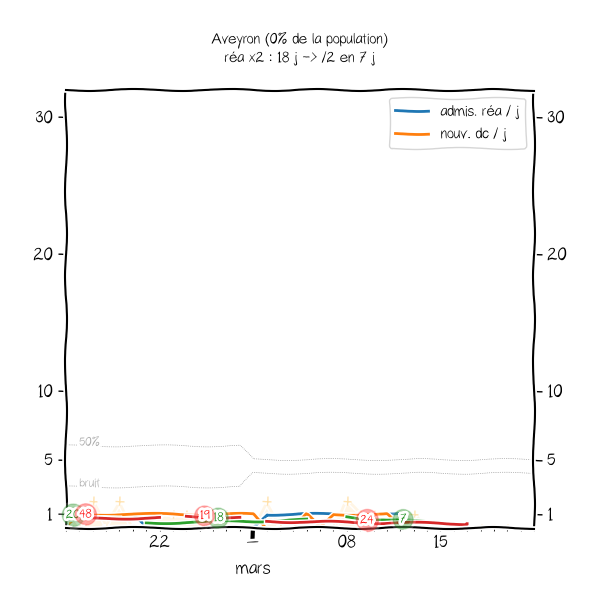 Aveyron (0% de la population)
réa x2 : 18 j -> /2 en 7 j
admis. réa / j
nouv. dc / j
30 30
20 20
10 10
5 50% 5
bruit
1 48 19 18 24 7 1
22 1 08 15
mars